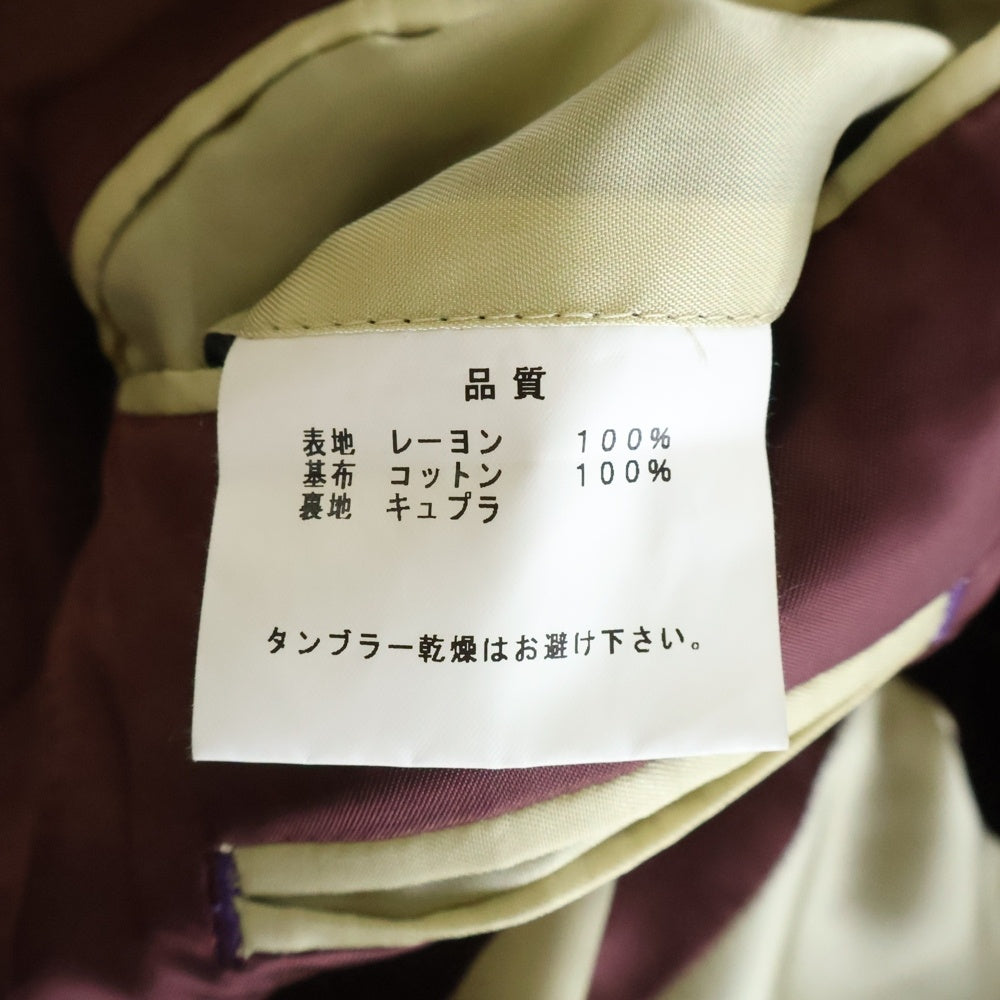 品質
表地 レーヨン 100%
基布 コットン 100%
裏地 キュプラ
タンブラー乾燥はお避け下さい。